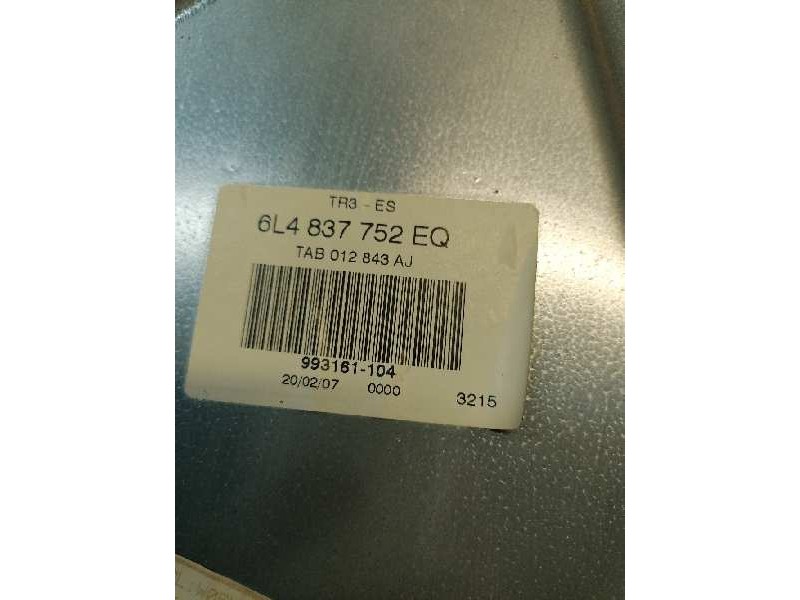 TR3 - ES
6L4 837 752 EQ
TAB 012 843 AJ
993161-104
20/02/07 0000 3215